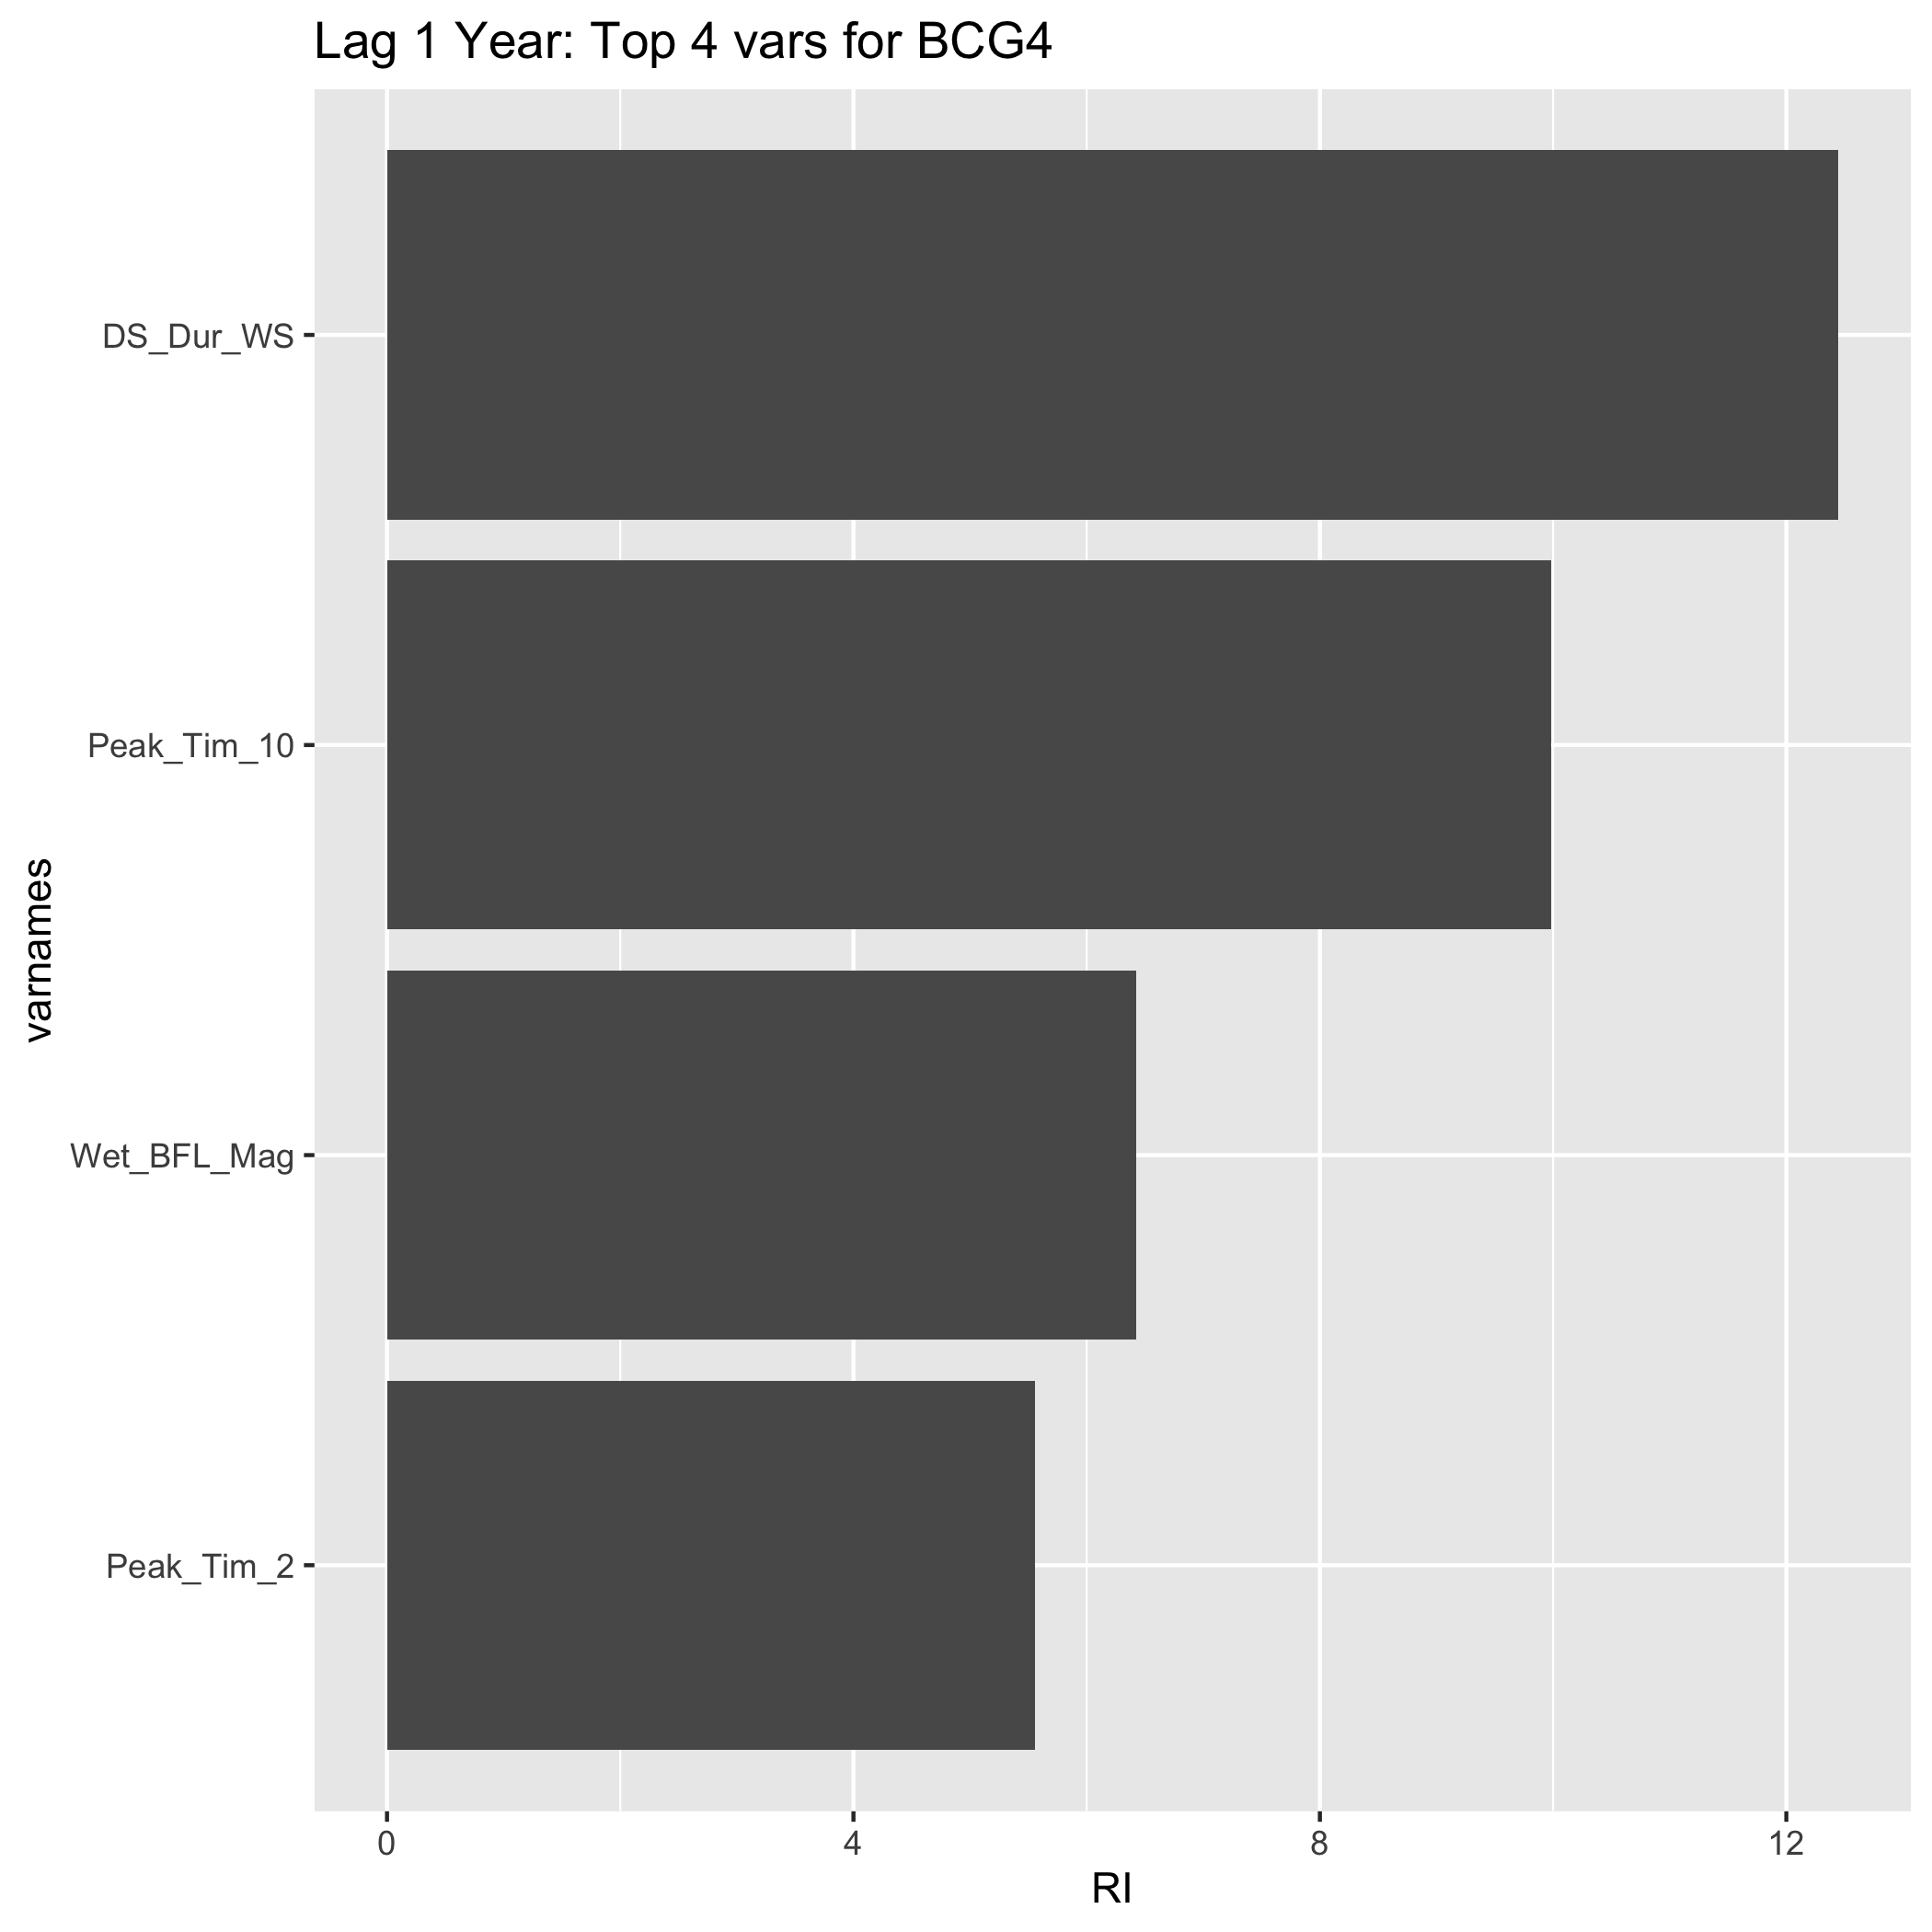 Lag 1 Year: Top 4 vars for BCG4
varnames
DS_Dur_WS
Peak_Tim_10
Wet_BFL_Mag
Peak_Tim_2
0 4 8 12
RI